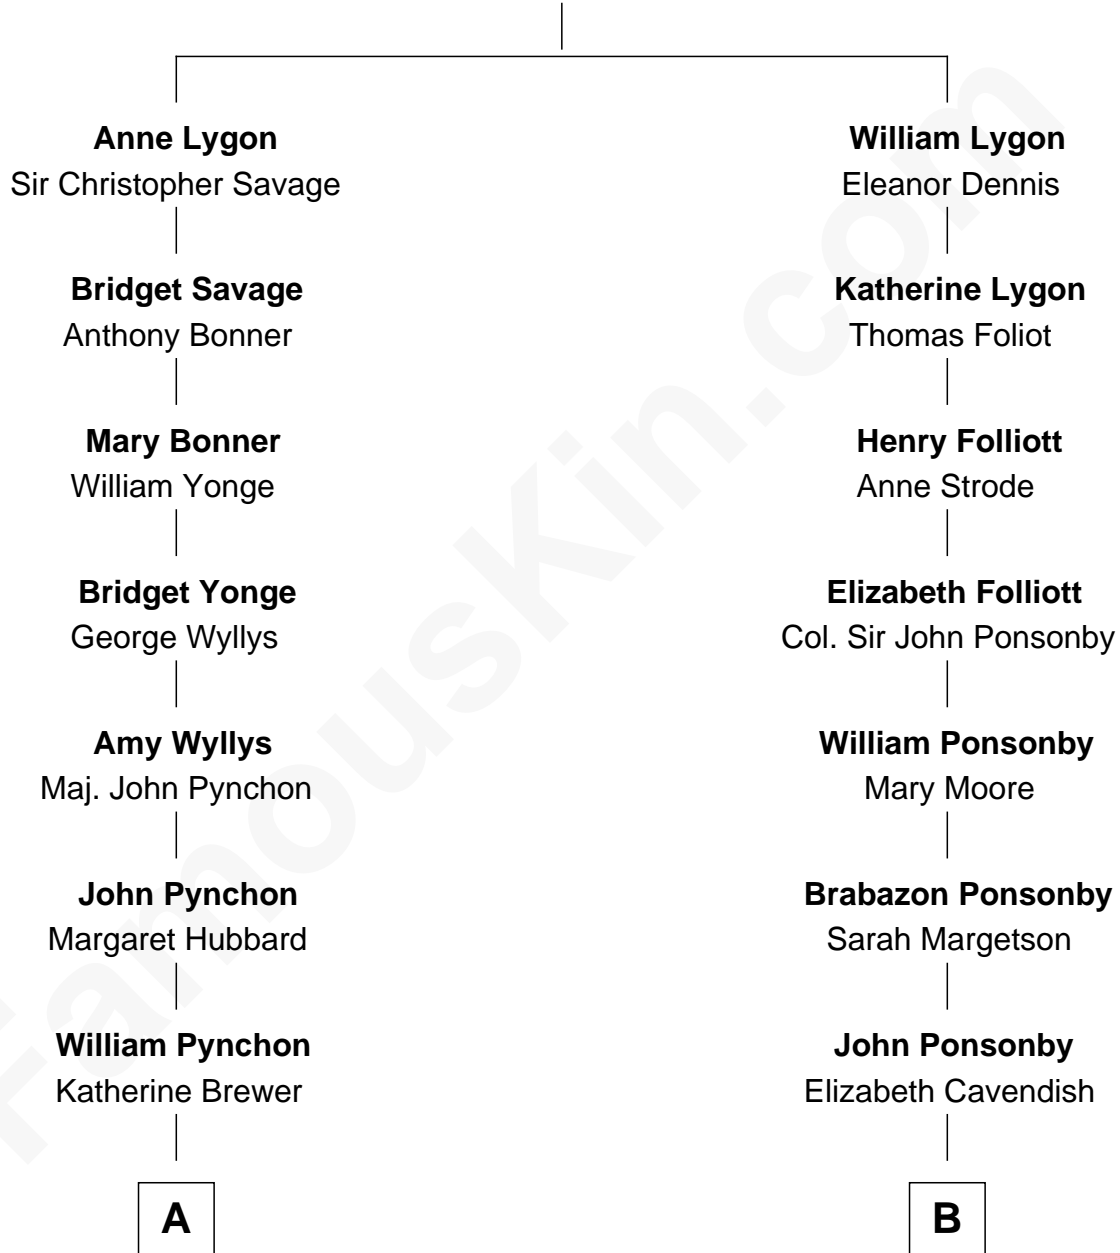 Anne Lygon
Sir Christopher Savage
Bridget Savage
Anthony Bonner
Mary Bonner
William Yonge
Bridget Yonge
George Wyllys
Amy Wyllys
Maj. John Pynchon
John Pynchon
Margaret Hubbard
William Pynchon
Katherine Brewer
A
William Lygon
Eleanor Dennis
Katherine Lygon
Thomas Foliot
Henry Folliott
Anne Strode
Elizabeth Folliott
Col. Sir John Ponsonby
William Ponsonby
Mary Moore
Brabazon Ponsonby
Sarah Margetson
John Ponsonby
Elizabeth Cavendish
B
FamousKin.com